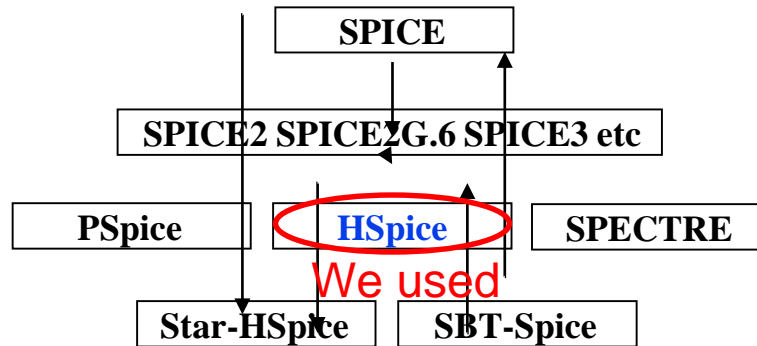 SPICE
SPICE2 SPICE2G.6 SPICE3 etc
PSpice HSpice SPECTRE
We used
Star-HSpice SBT-Spice